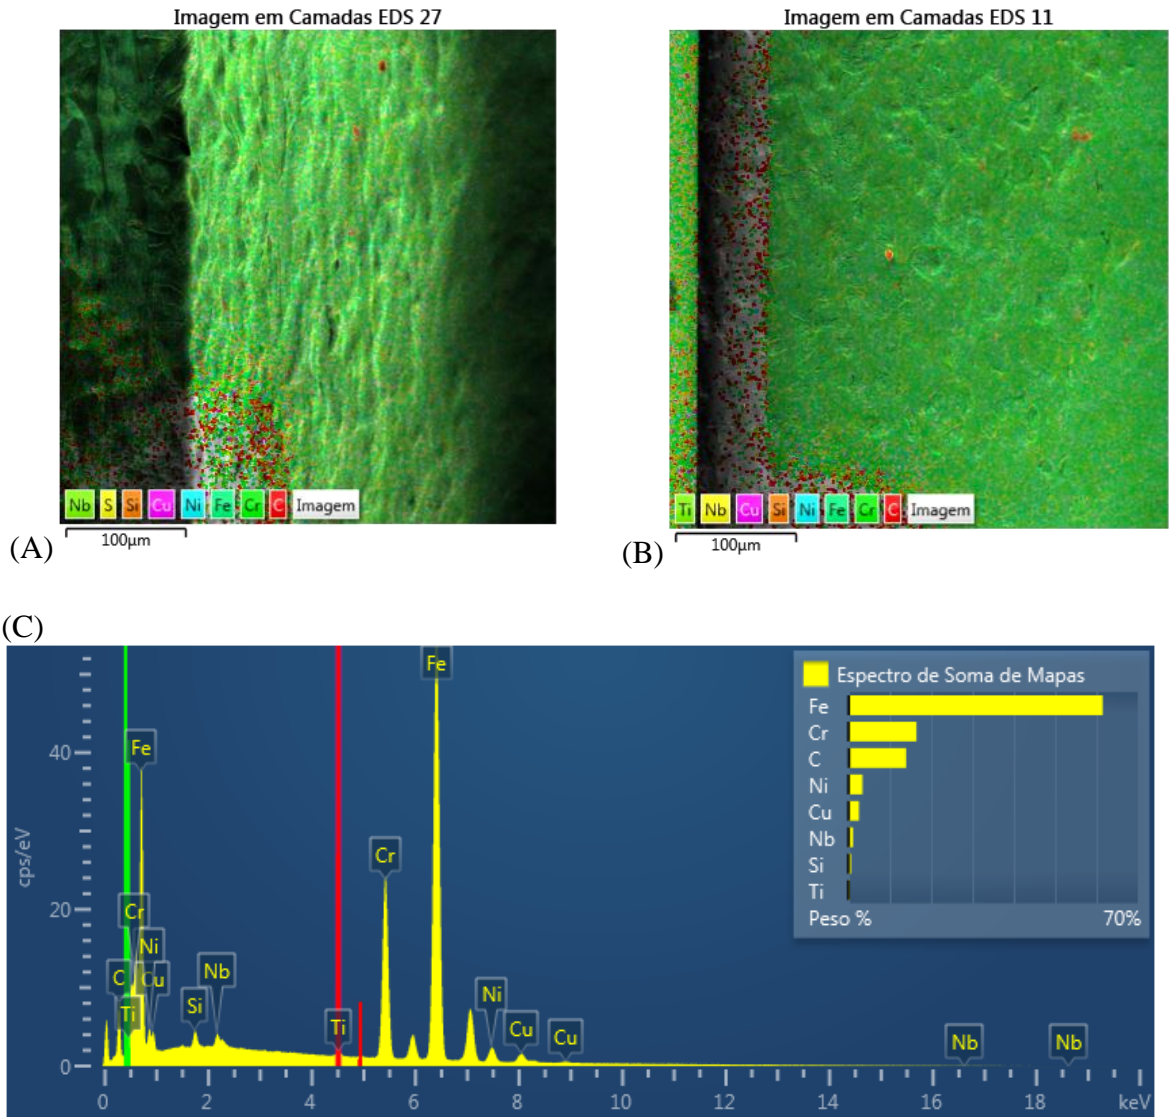 Imagem em Camadas EDS 27
Nb S Si Cu Ni Fe Cr C Imagem
100µm
(A)
Imagem em Camadas EDS 11
Ti Nb Cu Si Ni Fe Cr C Imagem
100µm
(B)
(C)
cps/eV
40
20
0
Fe
Fe
Cr
Cr
Ni
C
Cu
Ti
Si
Nb
Ti
Ni
Cu
Cu
Nb
Nb
0 2 4 6 8 10 12 14 16 18 keV
Espectro de Soma de Mapas
Fe
Cr
C
Ni
Cu
Nb
Si
Ti
Peso % 70%